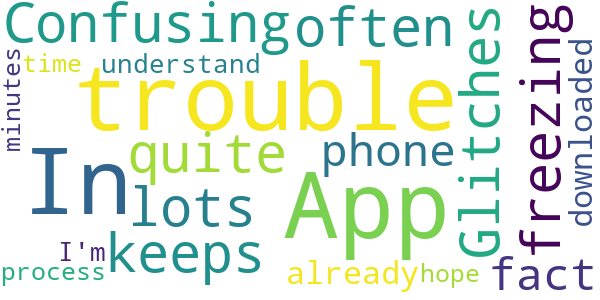 Confusing
often
Glitches
freezing
minutes
time
understand
trouble
downloaded
quite
phone
In
lots
App
I'm
keeps
process
already
hope
fact